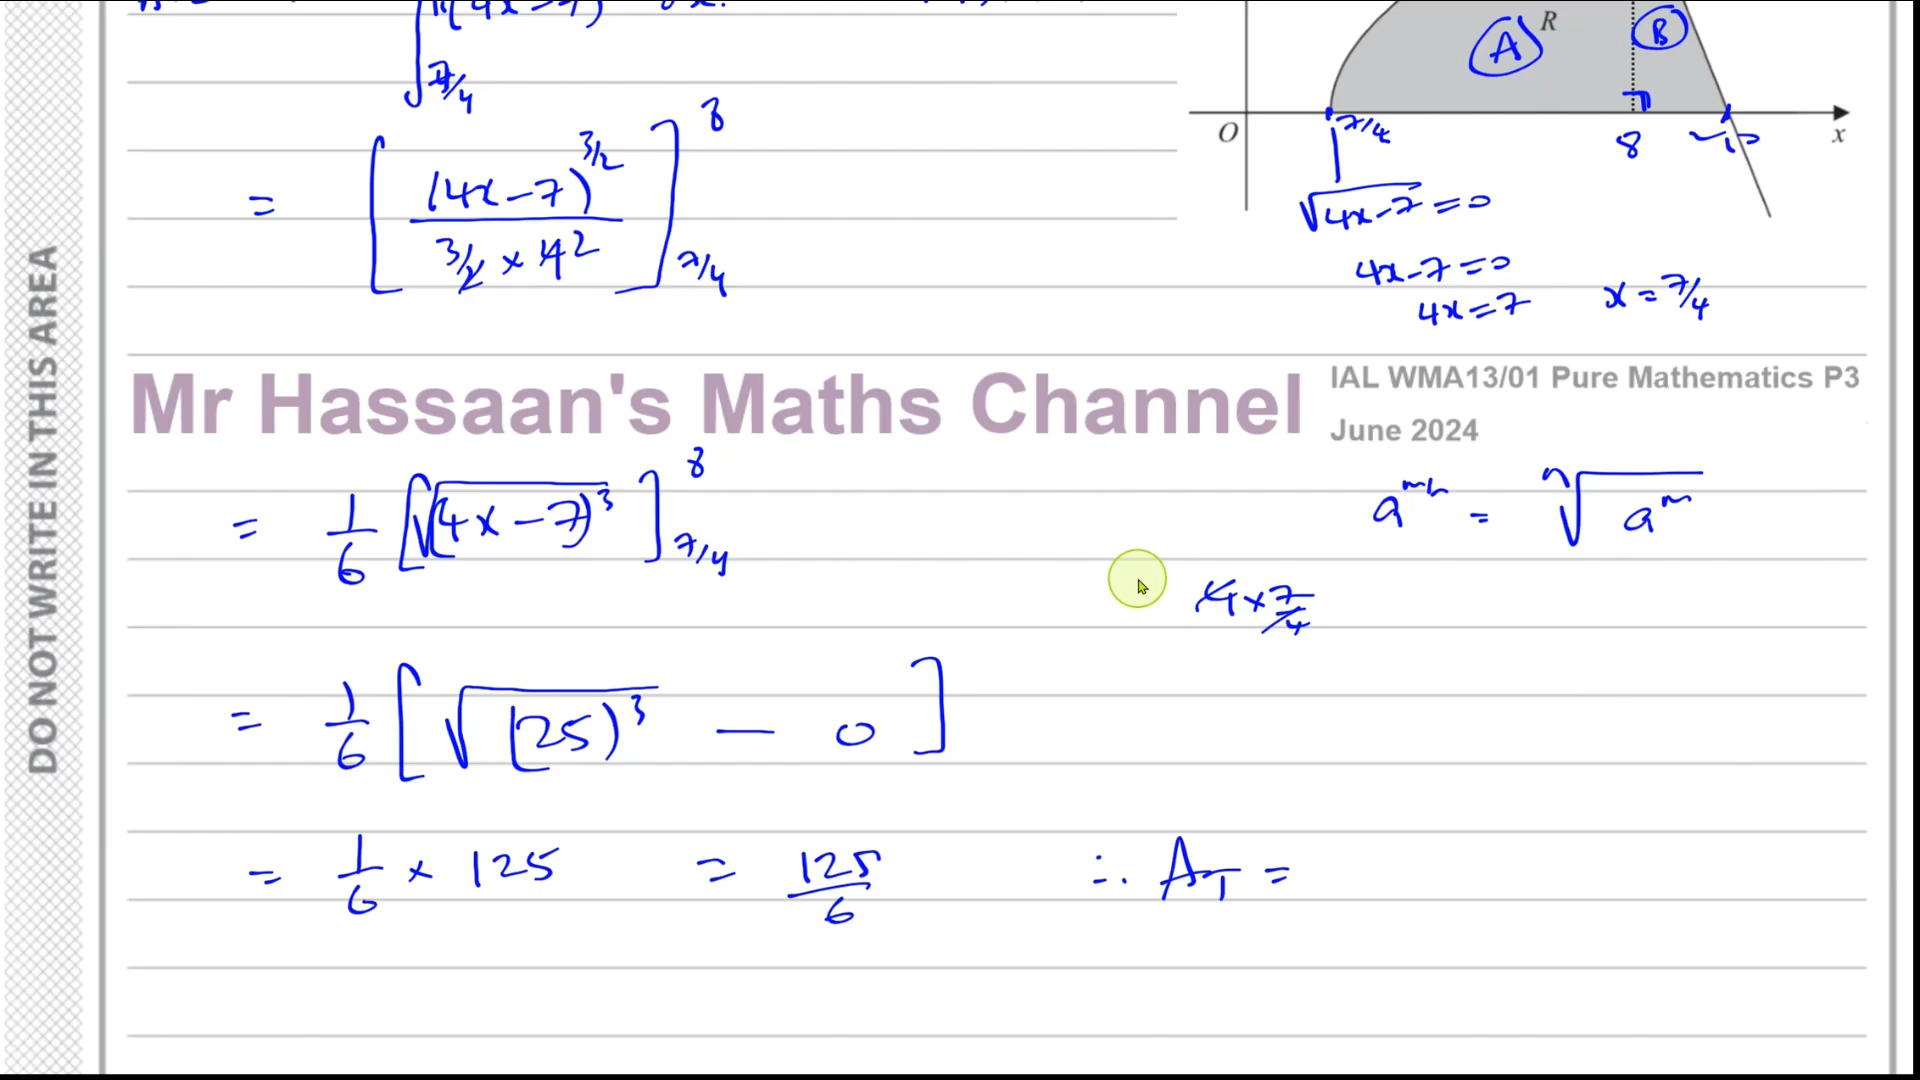 ∫_{7/4} (4x-7)
A R B
7/4 8 10
O x
= [ (4x-7)^{3/2} / (3/2 × 4^2) ]_{7/4}^{8}
√(4x-7) = 0
4x-7=0
4x=7 x = 7/4
Mr Hassaan's Maths Channel
IAL WMA13/01 Pure Mathematics P3
June 2024
= 1/6 [ √(4x-7)^3 ]_{7/4}^{8}
a^{m/n} = ⁿ√a^m
4 × 7/4
= 1/6 [ √(25)^3 - 0 ]
= 1/6 × 125 = 125/6 ∴ A_T =
DO NOT WRITE IN THIS AREA